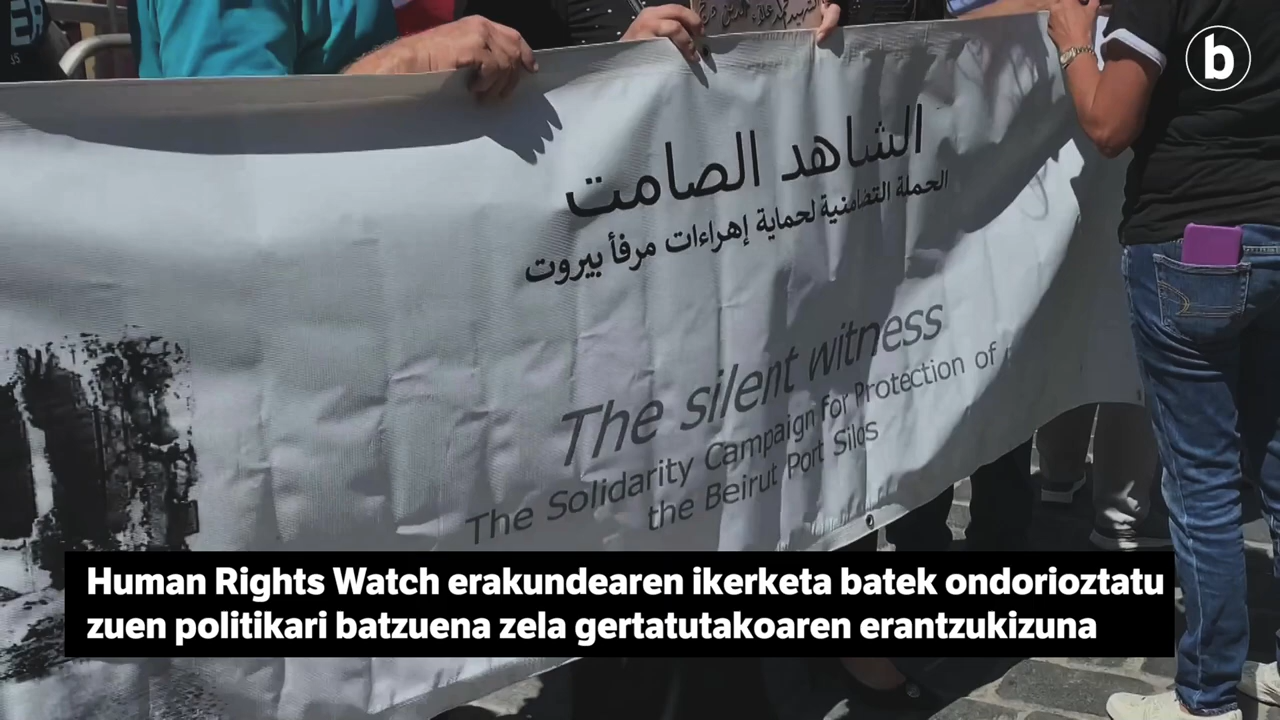 b
الشاهد الصامت
الحملة التضامنية لحماية إهراءات مرفأ بيروت
The silent witness
The Solidarity Campaign for Protection of
the Beirut Port Silos
Human Rights Watch erakundearen ikerketa batek ondorioztatu
zuen politikari batzuena zela gertatutakoaren erantzukizuna